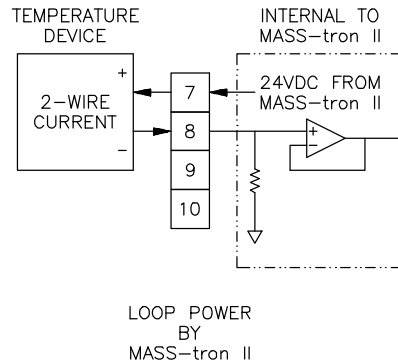 TEMPERATURE
DEVICE
INTERNAL TO
MASS-tron II
+
2-WIRE
CURRENT
−
7
8
9
10
24VDC FROM
MASS-tron II
+
−
LOOP POWER
BY
MASS-tron II